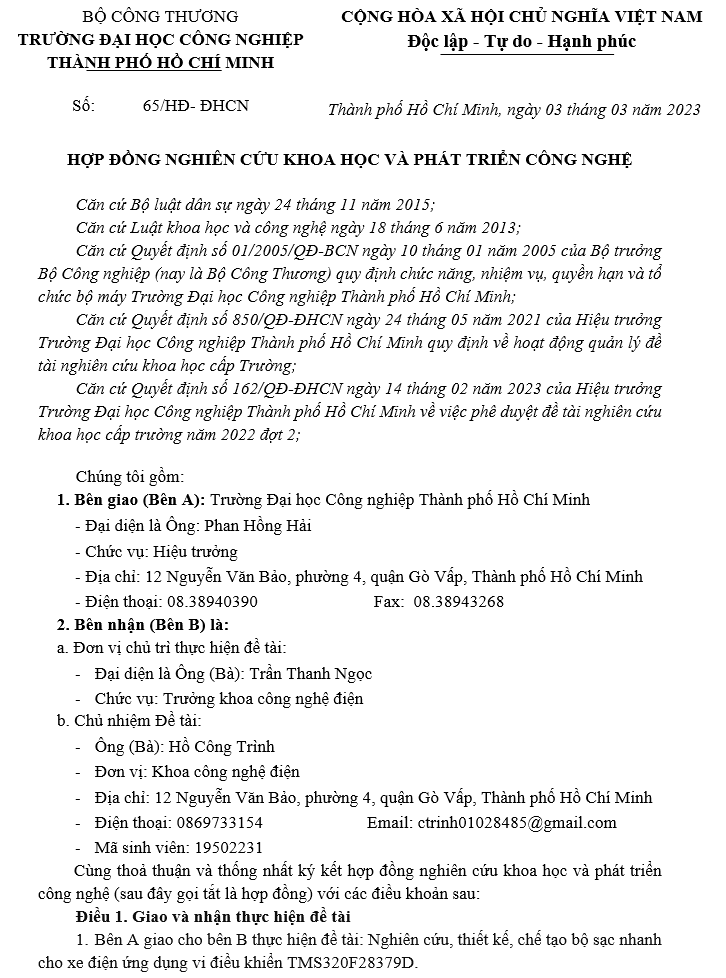 BỘ CÔNG THƯƠNG
TRƯỜNG ĐẠI HỌC CÔNG NGHIỆP
THÀNH PHỐ HỒ CHÍ MINH
CỘNG HÒA XÃ HỘI CHỦ NGHĨA VIỆT NAM
Độc lập - Tự do - Hạnh phúc
Số: 65/HĐ- ĐHCN
Thành phố Hồ Chí Minh, ngày 03 tháng 03 năm 2023
HỢP ĐỒNG NGHIÊN CỨU KHOA HỌC VÀ PHÁT TRIỂN CÔNG NGHỆ
Căn cứ Bộ luật dân sự ngày 24 tháng 11 năm 2015;
Căn cứ Luật khoa học và công nghệ ngày 18 tháng 6 năm 2013;
Căn cứ Quyết định số 01/2005/QĐ-BCN ngày 10 tháng 01 năm 2005 của Bộ trưởng
Bộ Công nghiệp (nay là Bộ Công Thương) quy định chức năng, nhiệm vụ, quyền hạn và tổ
chức bộ máy Trường Đại học Công nghiệp Thành phố Hồ Chí Minh;
Căn cứ Quyết định số 850/QĐ-ĐHCN ngày 24 tháng 05 năm 2021 của Hiệu trưởng
Trường Đại học Công nghiệp Thành phố Hồ Chí Minh quy định về hoạt động quản lý đề
tài nghiên cứu khoa học cấp Trường;
Căn cứ Quyết định số 162/QĐ-ĐHCN ngày 14 tháng 02 năm 2023 của Hiệu trưởng
Trường Đại học Công nghiệp Thành phố Hồ Chí Minh về việc phê duyệt đề tài nghiên cứu
khoa học cấp trường năm 2022 đợt 2;
Chúng tôi gồm:
1. Bên giao (Bên A): Trường Đại học Công nghiệp Thành phố Hồ Chí Minh
- Đại diện là Ông: Phan Hồng Hải
- Chức vụ: Hiệu trưởng
- Địa chỉ: 12 Nguyễn Văn Bảo, phường 4, quận Gò Vấp, Thành phố Hồ Chí Minh
- Điện thoại: 08.38940390 Fax: 08.38943268
2. Bên nhận (Bên B) là:
a. Đơn vị chủ trì thực hiện đề tài:
- Đại diện là Ông (Bà): Trần Thanh Ngọc
- Chức vụ: Trưởng khoa công nghệ điện
b. Chủ nhiệm Đề tài:
- Ông (Bà): Hồ Công Trình
- Đơn vị: Khoa công nghệ điện
- Địa chỉ: 12 Nguyễn Văn Bảo, phường 4, quận Gò Vấp, Thành phố Hồ Chí Minh
- Điện thoại: 0869733154 Email: ctrinh01028485@gmail.com
- Mã sinh viên: 19502231
Cùng thoả thuận và thống nhất ký kết hợp đồng nghiên cứu khoa học và phát triển
công nghệ (sau đây gọi tắt là hợp đồng) với các điều khoản sau:
Điều 1. Giao và nhận thực hiện đề tài
1. Bên A giao cho bên B thực hiện đề tài: Nghiên cứu, thiết kế, chế tạo bộ sạc nhanh
cho xe điện ứng dụng vi điều khiển TMS320F28379D.